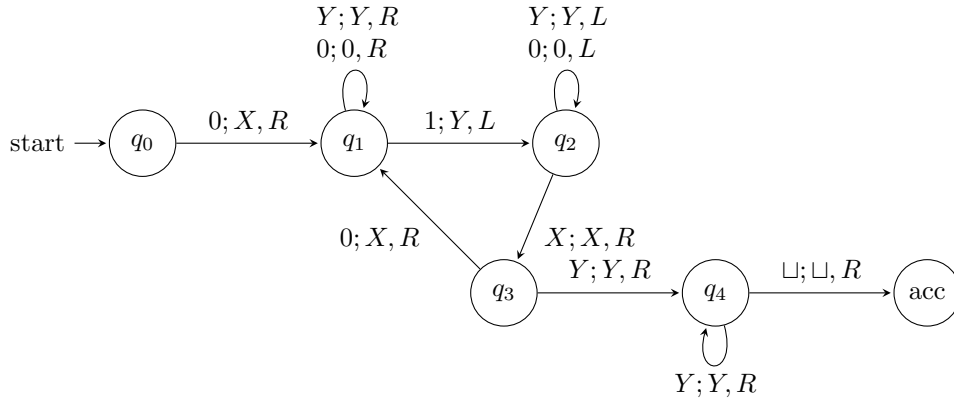 Y; Y, R
0; 0, R
Y; Y, L
0; 0, L
start
q0
0; X, R
q1
1; Y, L
q2
0; X, R
X; X, R
q3
Y; Y, R
q4
⊔; ⊔, R
acc
Y; Y, R